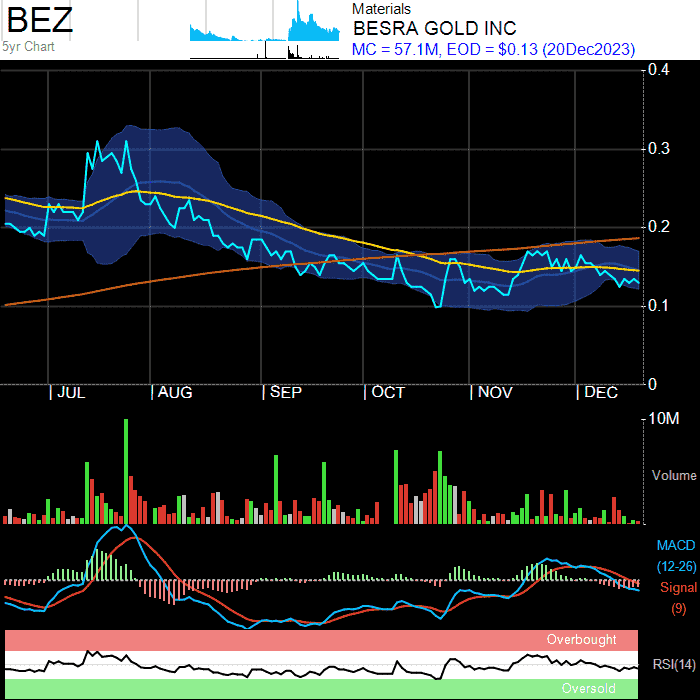 BEZ
5yr Chart
Materials
BESRA GOLD INC
MC = 57.1M, EOD = $0.13 (20Dec2023)
0.4
0.3
0.2
0.1
0
JUL AUG SEP OCT NOV DEC
10M
Volume
MACD
(12-26)
Signal
(9)
Overbought
RSI(14)
Oversold